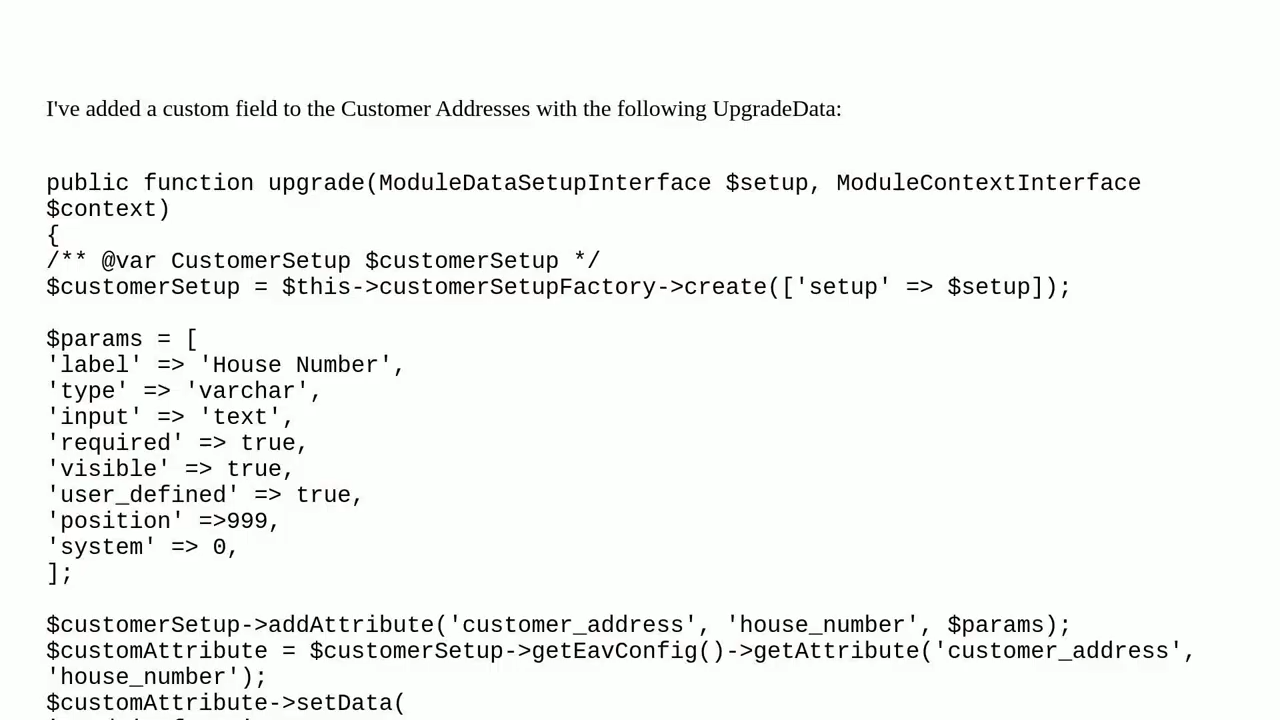 I've added a custom field to the Customer Addresses with the following UpgradeData:
public function upgrade(ModuleDataSetupInterface $setup, ModuleContextInterface
$context)
{
/** @var CustomerSetup $customerSetup */
$customerSetup = $this->customerSetupFactory->create(['setup' => $setup]);
$params = [
'label' => 'House Number',
'type' => 'varchar',
'input' => 'text',
'required' => true,
'visible' => true,
'user_defined' => true,
'position' =>999,
'system' => 0,
];
$customerSetup->addAttribute('customer_address', 'house_number', $params);
$customAttribute = $customerSetup->getEavConfig()->getAttribute('customer_address',
'house_number');
$customAttribute->setData(